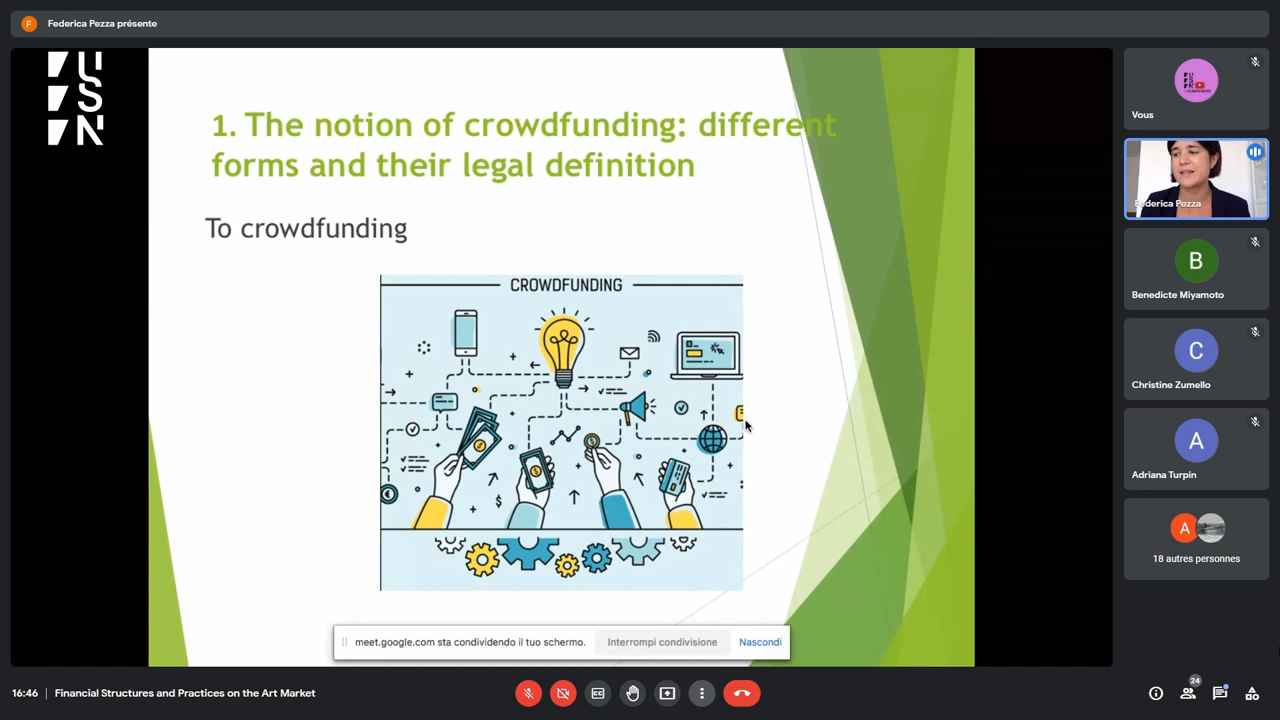 F
Federica Pezza présente
USN
1. The notion of crowdfunding: different
forms and their legal definition
To crowdfunding
CROWDFUNDING
meet.google.com sta condividendo il tuo schermo.
Interrompi condivisione
Nascondi
Vous
Federica Pezza
B
Benedicte Miyamoto
C
Christine Zumello
A
Adriana Turpin
A
18 autres personnes
16:46
Financial Structures and Practices on the Art Market
24